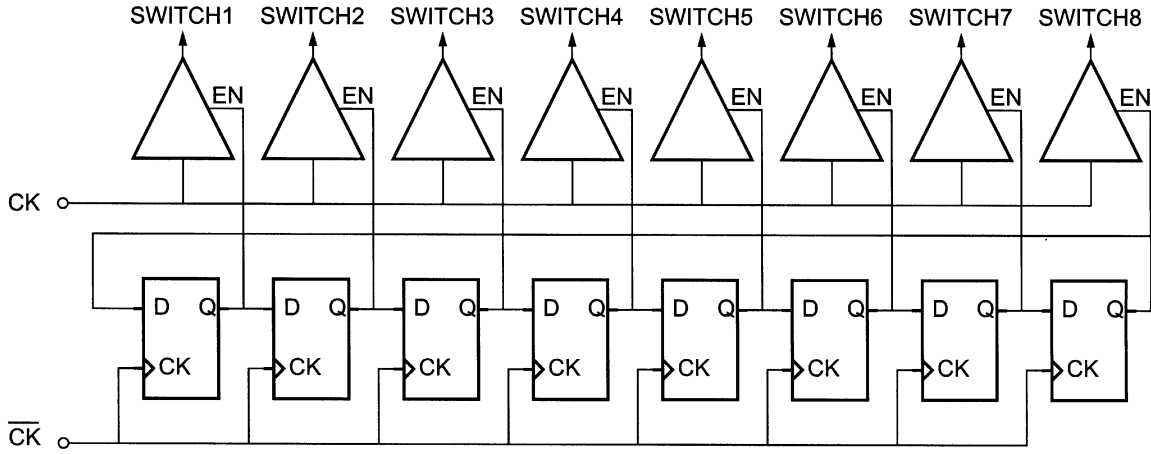 SWITCH1 SWITCH2 SWITCH3 SWITCH4 SWITCH5 SWITCH6 SWITCH7 SWITCH8
EN EN EN EN EN EN EN EN
CK
D Q D Q D Q D Q D Q D Q D Q D Q
CK CK CK CK CK CK CK CK
C̅K̅